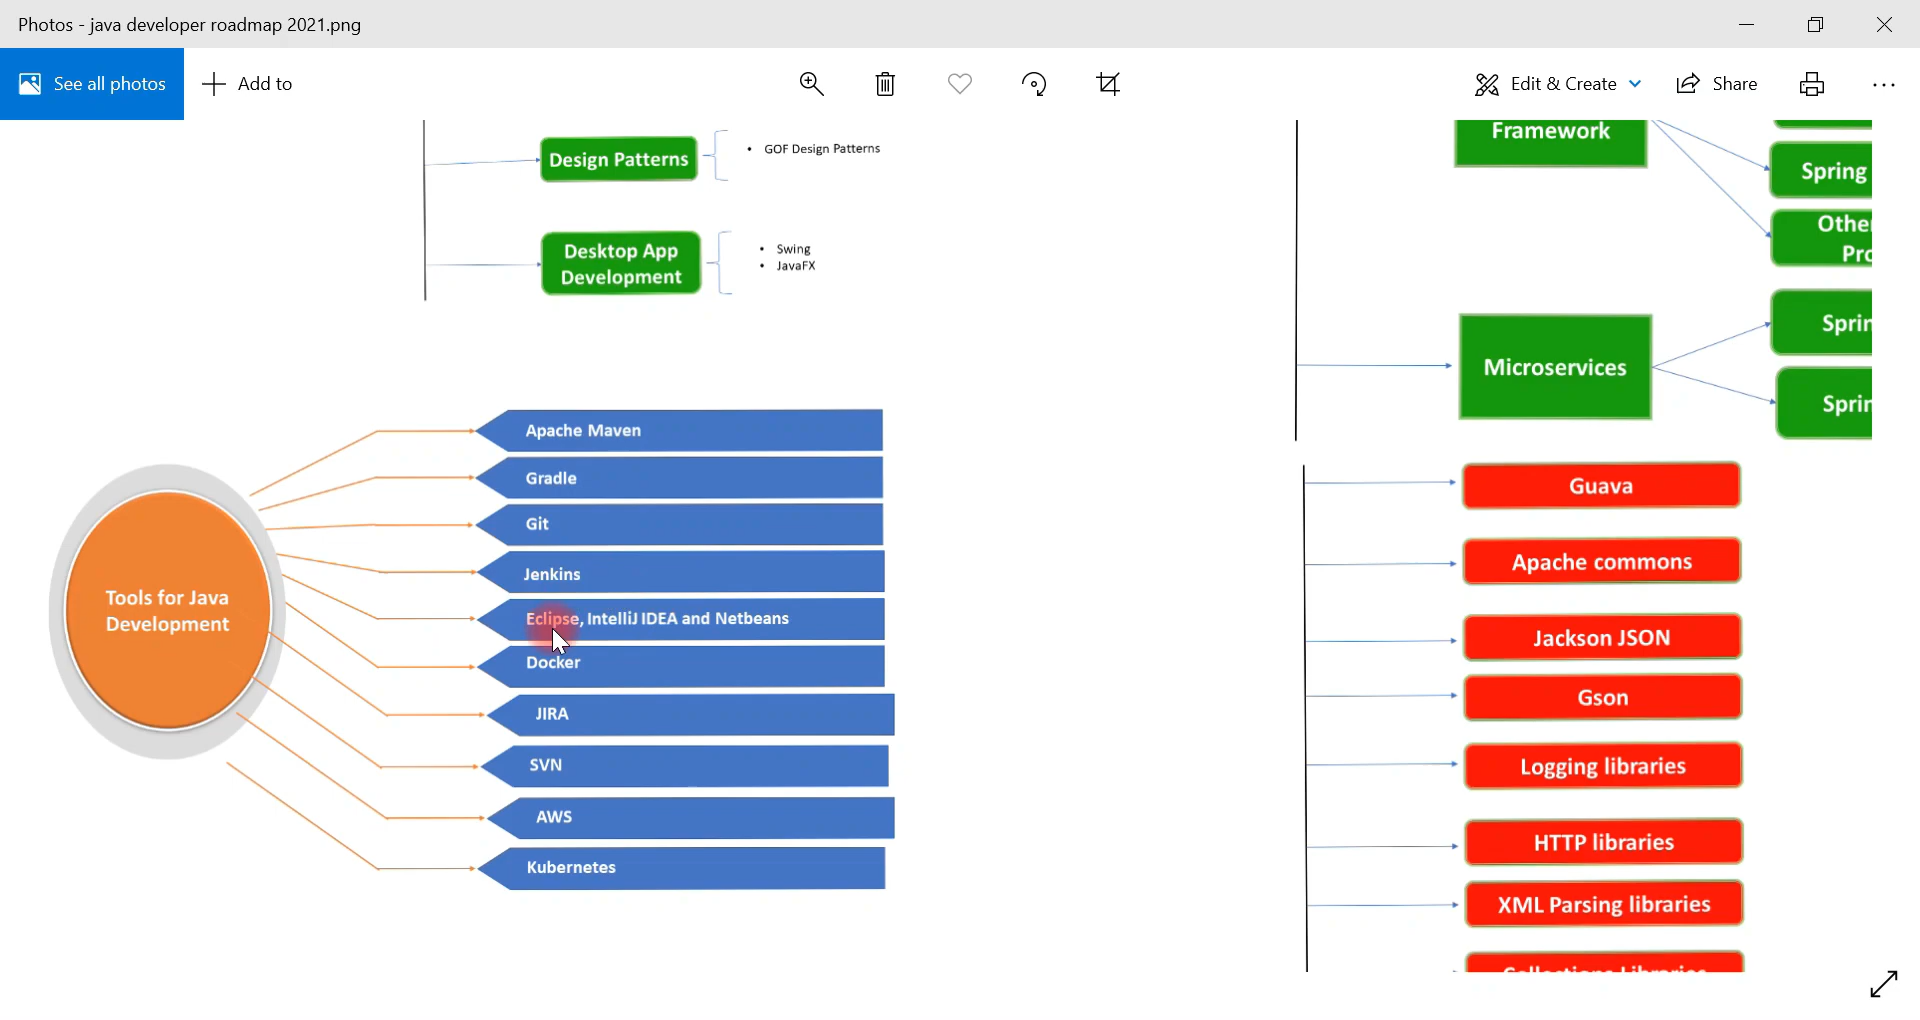 Photos - java developer roadmap 2021.png
See all photos
Add to
Edit & Create
Share
Design Patterns
• GOF Design Patterns
Desktop App
Development
• Swing
• JavaFX
Framework
Spring
Microservices
Tools for Java
Development
Apache Maven
Gradle
Git
Jenkins
Eclipse, IntelliJ IDEA and Netbeans
Docker
JIRA
SVN
AWS
Kubernetes
Guava
Apache commons
Jackson JSON
Gson
Logging libraries
HTTP libraries
XML Parsing libraries